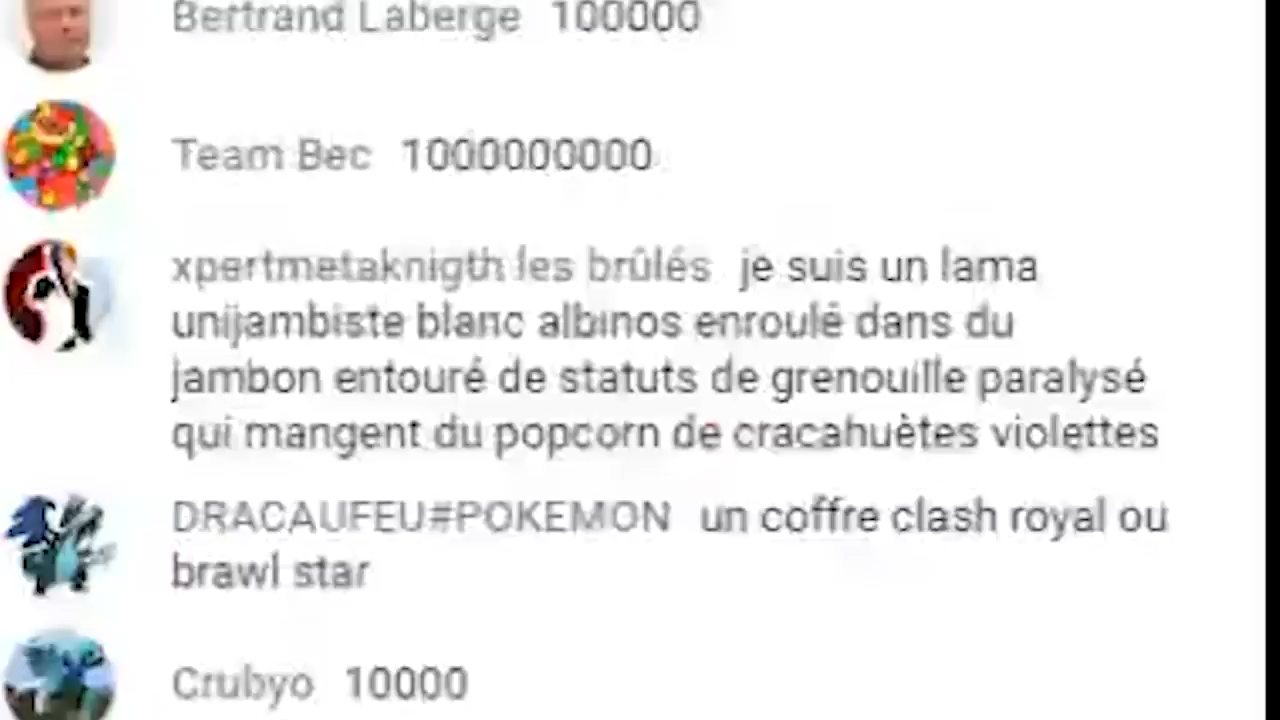 Bertrand Laberge 100000
Team Bec 1000000000
xpertmetaknigth les brûlés je suis un lama
unijambiste blanc albinos enroulé dans du
jambon entouré de statuts de grenouille paralysé
qui mangent du popcorn de cracahuètes violettes
DRACAUFEU#POKEMON un coffre clash royal ou
brawl star
Crubyo 10000